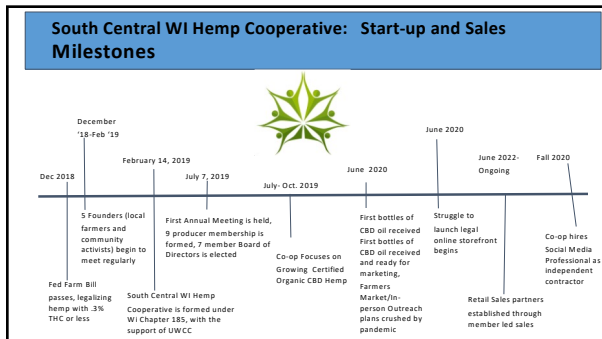 South Central WI Hemp Cooperative: Start-up and Sales
Milestones
December
'18-Feb '19
February 14, 2019
Dec 2018
July 7, 2019
July- Oct. 2019
June 2020
June 2020
June 2022-
Ongoing
Fall 2020
5 Founders (local
farmers and
community
activists) begin to
meet regularly
Fed Farm Bill
passes, legalizing
hemp with .3%
THC or less
South Central WI Hemp
Cooperative is formed under
Wi Chapter 185, with the
support of UWCC
First Annual Meeting is held,
9 producer membership is
formed, 7 member Board of
Directors is elected
Co-op Focuses on
Growing Certified
Organic CBD Hemp
First bottles of
CBD oil received
First bottles of
CBD oil received
and ready for
marketing,
Farmers
Market/In-
person Outreach
plans crushed by
pandemic
Struggle to
launch legal
online storefront
begins
Retail Sales partners
established through
member led sales
Co-op hires
Social Media
Professional as
independent
contractor